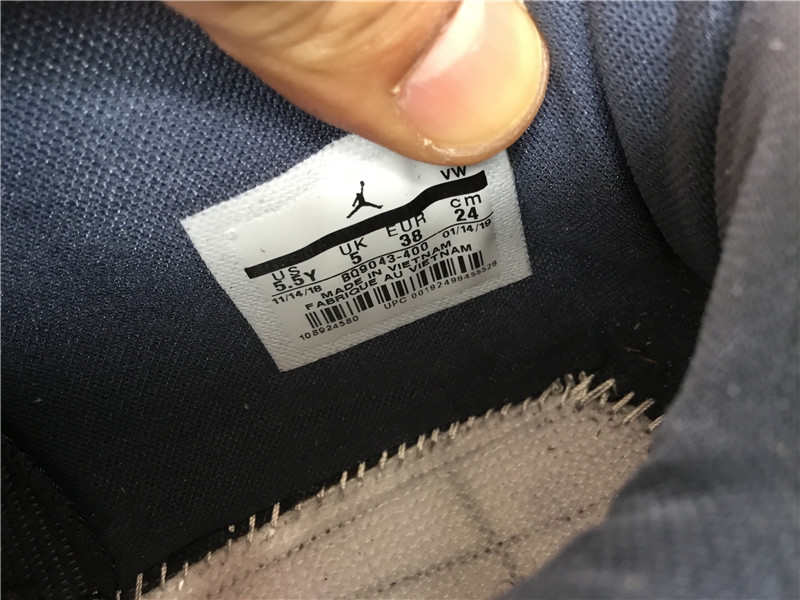 VW
US UK EUR cm
5.5Y 5 38 24
11/14/18 809043-400 01/14/19
MADE IN VIETNAM
FABRIQUE AU VIETNAM
108924580 UPC 00192499455529